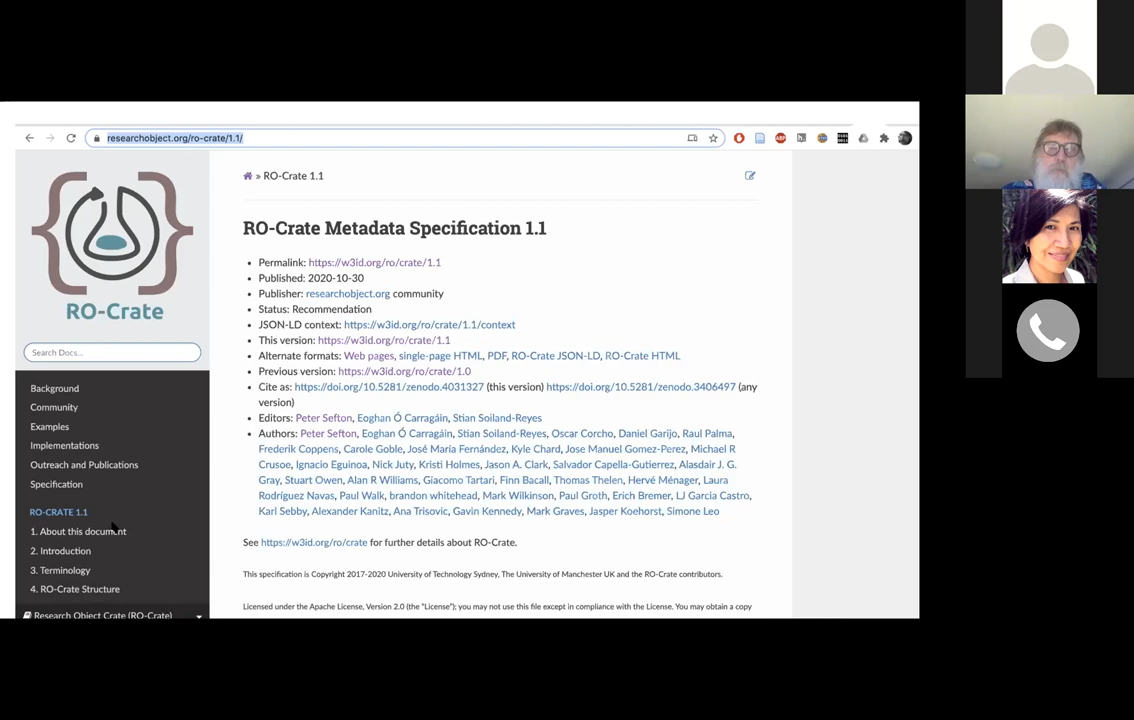 researchobject.org/ro-crate/1.1/
RO-Crate
Search Docs...
Background
Community
Examples
Implementations
Outreach and Publications
Specification
RO-CRATE 1.1
1. About this document
2. Introduction
3. Terminology
4. RO-Crate Structure
Research Object Crate (RO-Crate)
» RO-Crate 1.1
RO-Crate Metadata Specification 1.1
Permalink: https://w3id.org/ro/crate/1.1
Published: 2020-10-30
Publisher: researchobject.org community
Status: Recommendation
JSON-LD context: https://w3id.org/ro/crate/1.1/context
This version: https://w3id.org/ro/crate/1.1
Alternate formats: Web pages, single-page HTML, PDF, RO-Crate JSON-LD, RO-Crate HTML
Previous version: https://w3id.org/ro/crate/1.0
Cite as: https://doi.org/10.5281/zenodo.4031327 (this version) https://doi.org/10.5281/zenodo.3406497 (any
version)
Editors: Peter Sefton, Eoghan Ó Carragáin, Stian Soiland-Reyes
Authors: Peter Sefton, Eoghan Ó Carragáin, Stian Soiland-Reyes, Oscar Corcho, Daniel Garijo, Raul Palma,
Frederik Coppens, Carole Goble, José María Fernández, Kyle Chard, Jose Manuel Gomez-Perez, Michael R
Crusoe, Ignacio Eguinoa, Nick Juty, Kristi Holmes, Jason A. Clark, Salvador Capella-Gutierrez, Alasdair J. G.
Gray, Stuart Owen, Alan R Williams, Giacomo Tartari, Finn Bacall, Thomas Thelen, Hervé Ménager, Laura
Rodríguez Navas, Paul Walk, brandon whitehead, Mark Wilkinson, Paul Groth, Erich Bremer, LJ Garcia Castro,
Karl Sebby, Alexander Kanitz, Ana Trisovic, Gavin Kennedy, Mark Graves, Jasper Koehorst, Simone Leo
See https://w3id.org/ro/crate for further details about RO-Crate.
This specification is Copyright 2017-2020 University of Technology Sydney, The University of Manchester UK and the RO-Crate contributors.
Licensed under the Apache License, Version 2.0 (the "License"); you may not use this file except in compliance with the License. You may obtain a copy